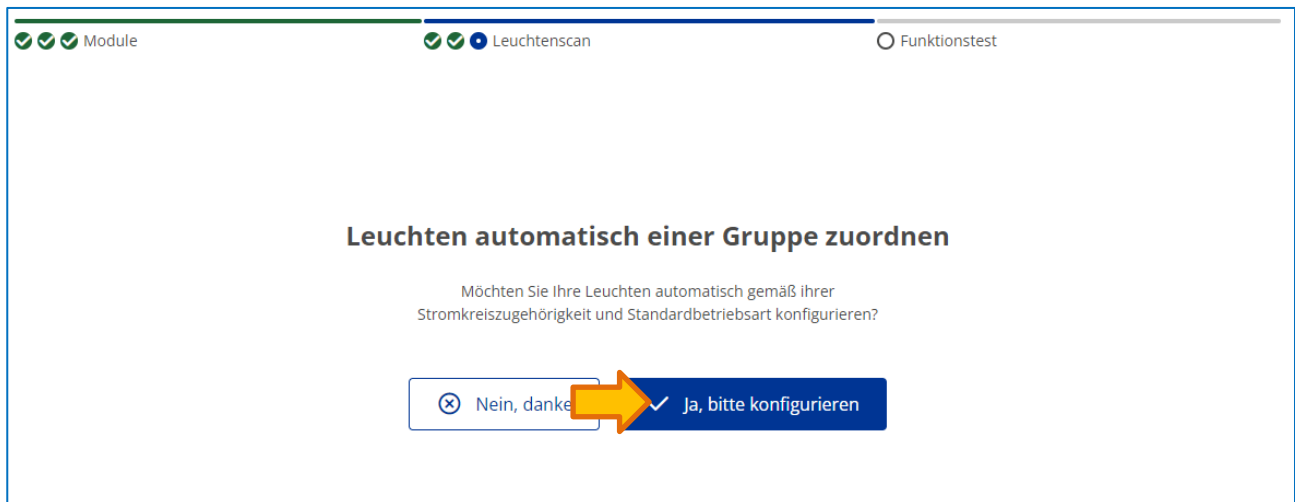 Module
Leuchtenscan
Funktionstest
Leuchten automatisch einer Gruppe zuordnen
Möchten Sie Ihre Leuchten automatisch gemäß ihrer
Stromkreiszugehörigkeit und Standardbetriebsart konfigurieren?
Nein, danke
Ja, bitte konfigurieren